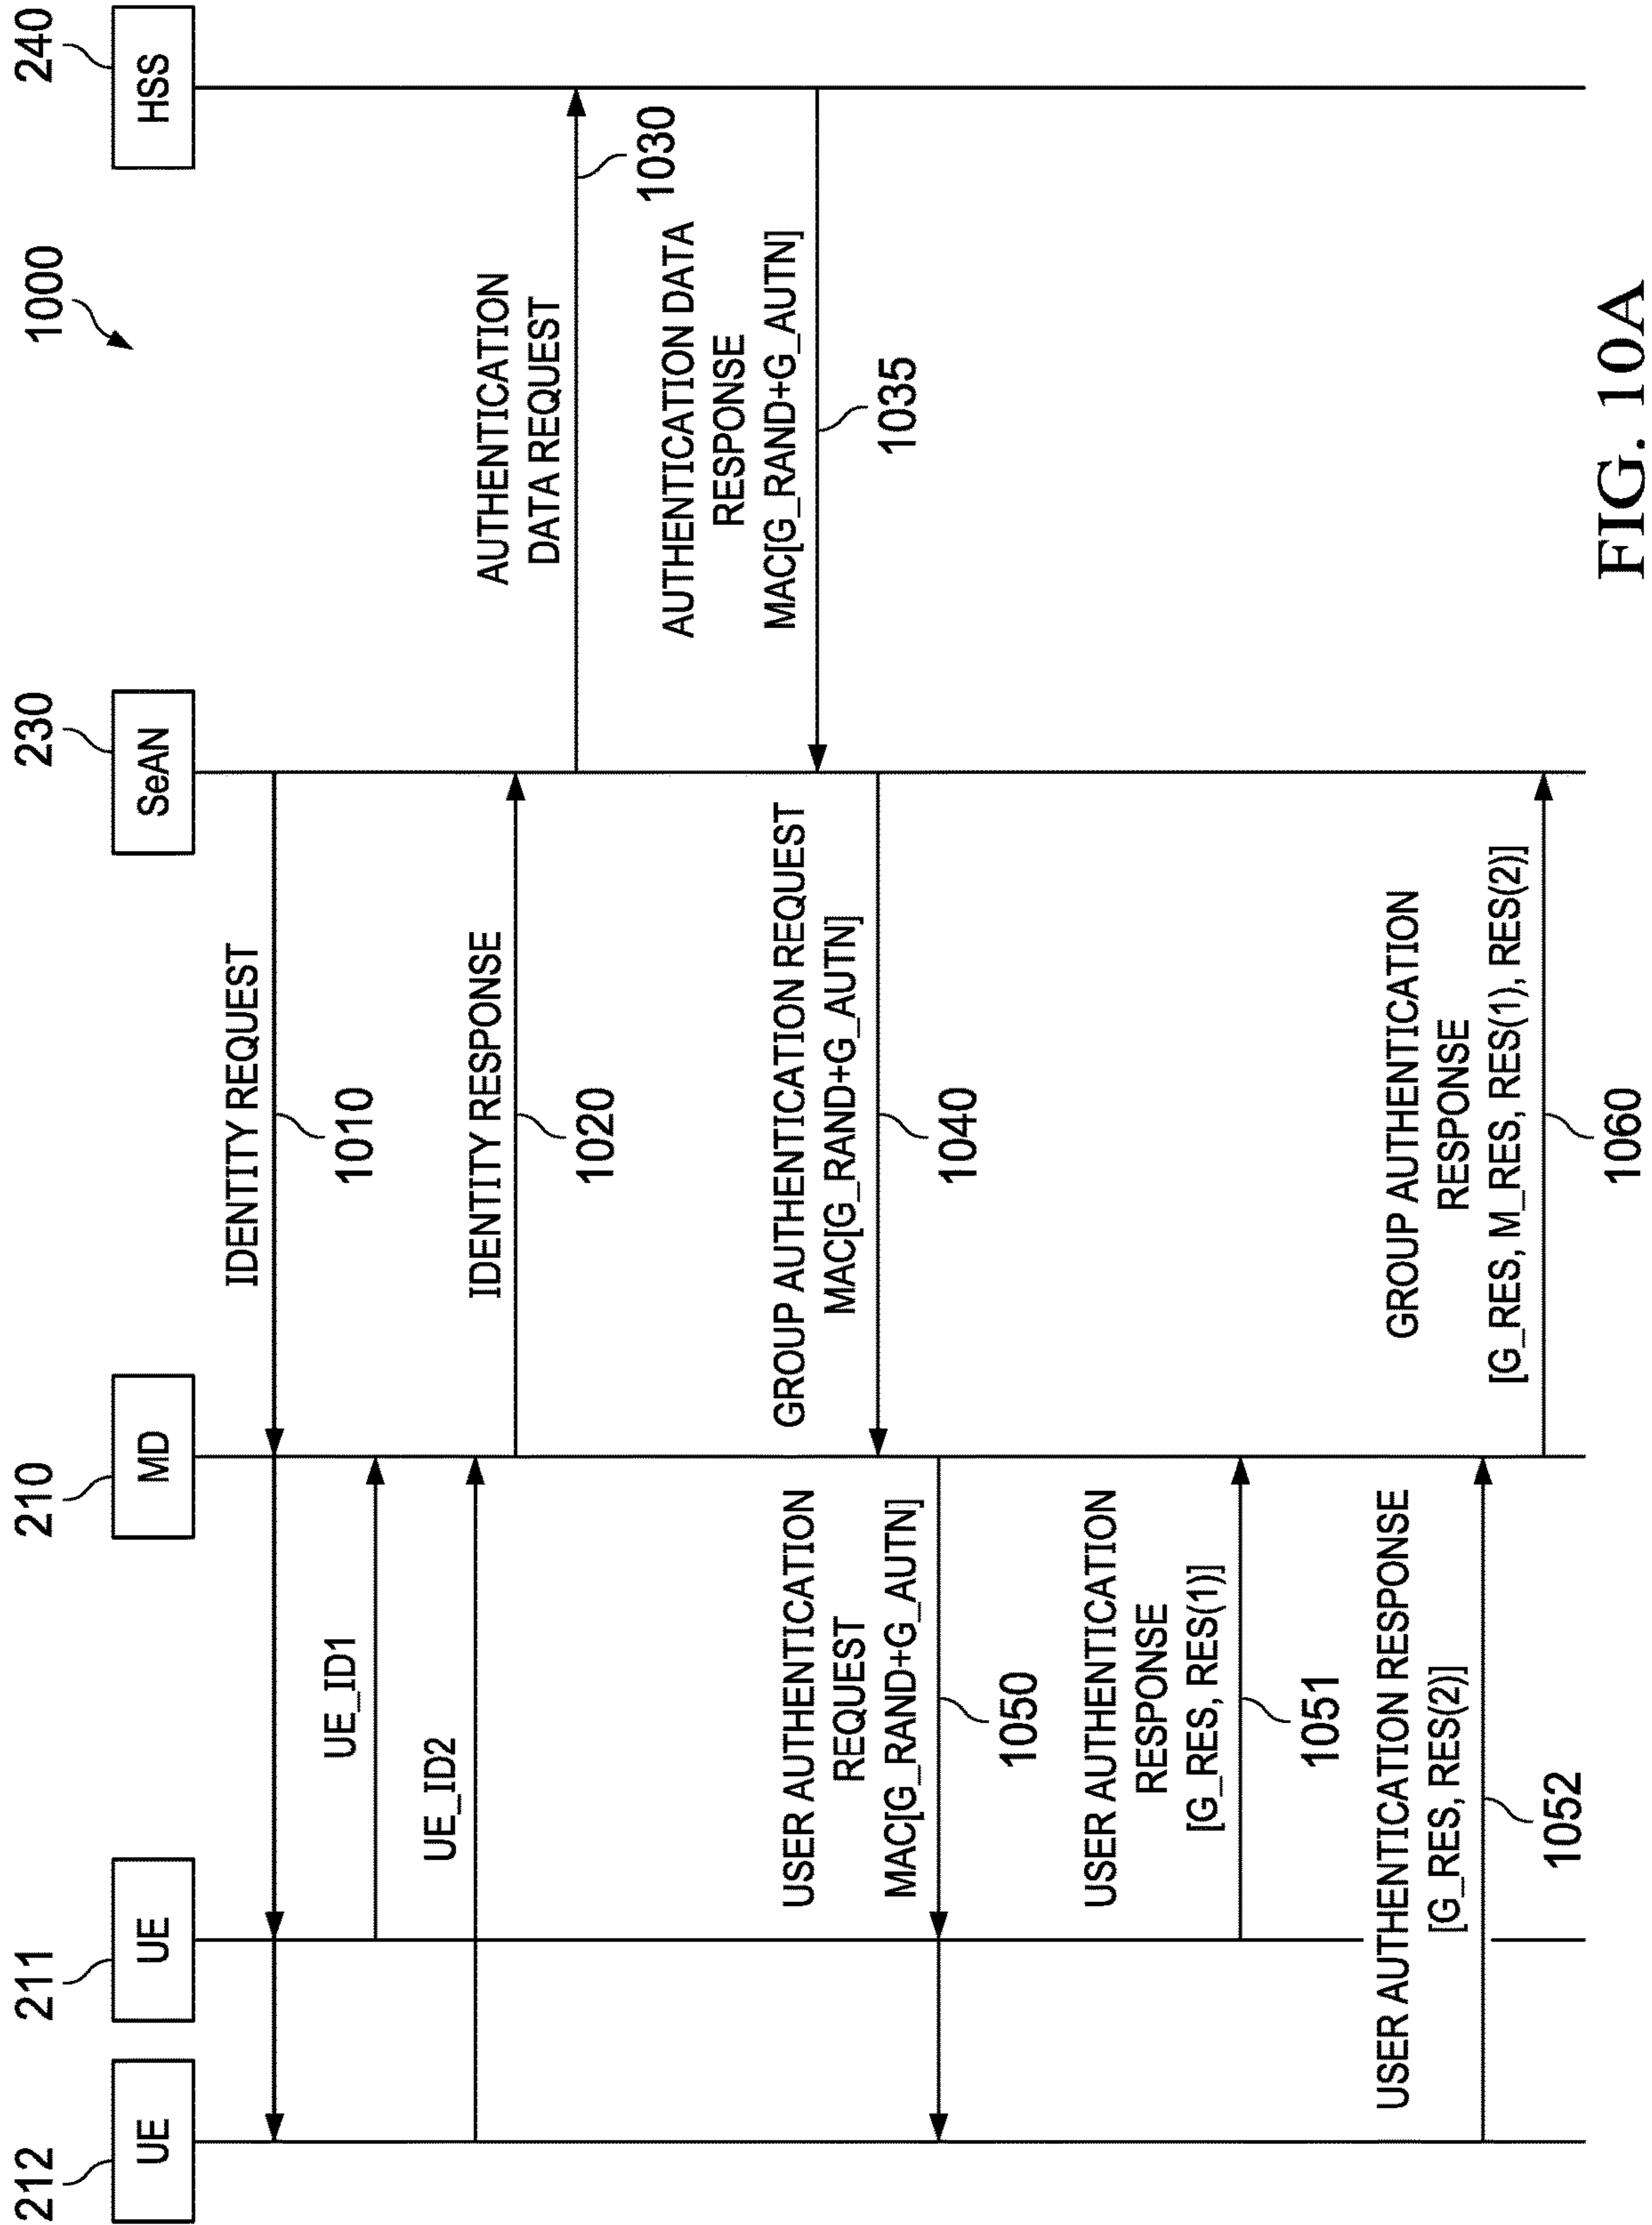 1000
212
211
210
230
240
UE
UE
MD
SeAN
HSS
IDENTITY REQUEST
1010
UE_ID1
UE_ID2
IDENTITY RESPONSE
1020
AUTHENTICATION
DATA REQUEST
1030
AUTHENTICATION DATA
RESPONSE
MAC[G_RAND+G_AUTN]
1035
GROUP AUTHENTICATION REQUEST
MAC[G_RAND+G_AUTN]
1040
USER AUTHENTICATION
REQUEST
MAC[G_RAND+G_AUTN]
1050
USER AUTHENTICATION
RESPONSE
[G_RES, RES(1)]
1051
USER AUTHENTICATION RESPONSE
[G_RES, RES(2)]
1052
GROUP AUTHENTICATION
RESPONSE
[G_RES, M_RES, RES(1), RES(2)]
1060
FIG. 10A